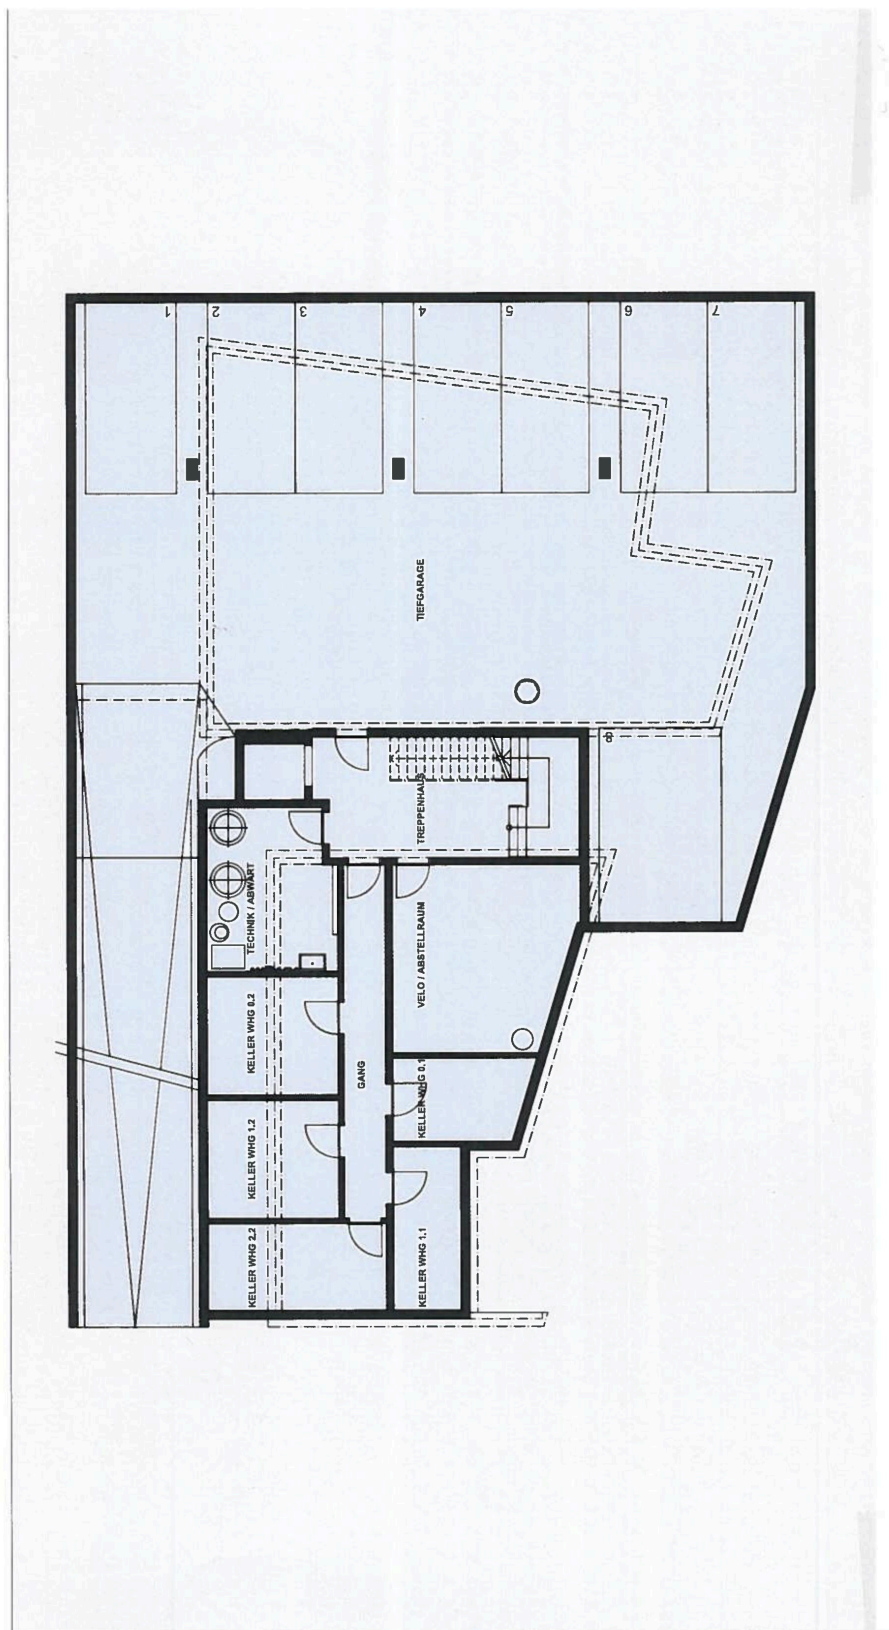 1
2
3
4
5
6
7
TIEFGARAGE
8
TREPPENHAUS
TECHNIK / ABWART
VELO / ABSTELLRAUM
KELLER WHG 0,2
GANG
KELLER WHG 0,1
KELLER WHG 1,2
KELLER WHG 2,2
KELLER WHG 1,1